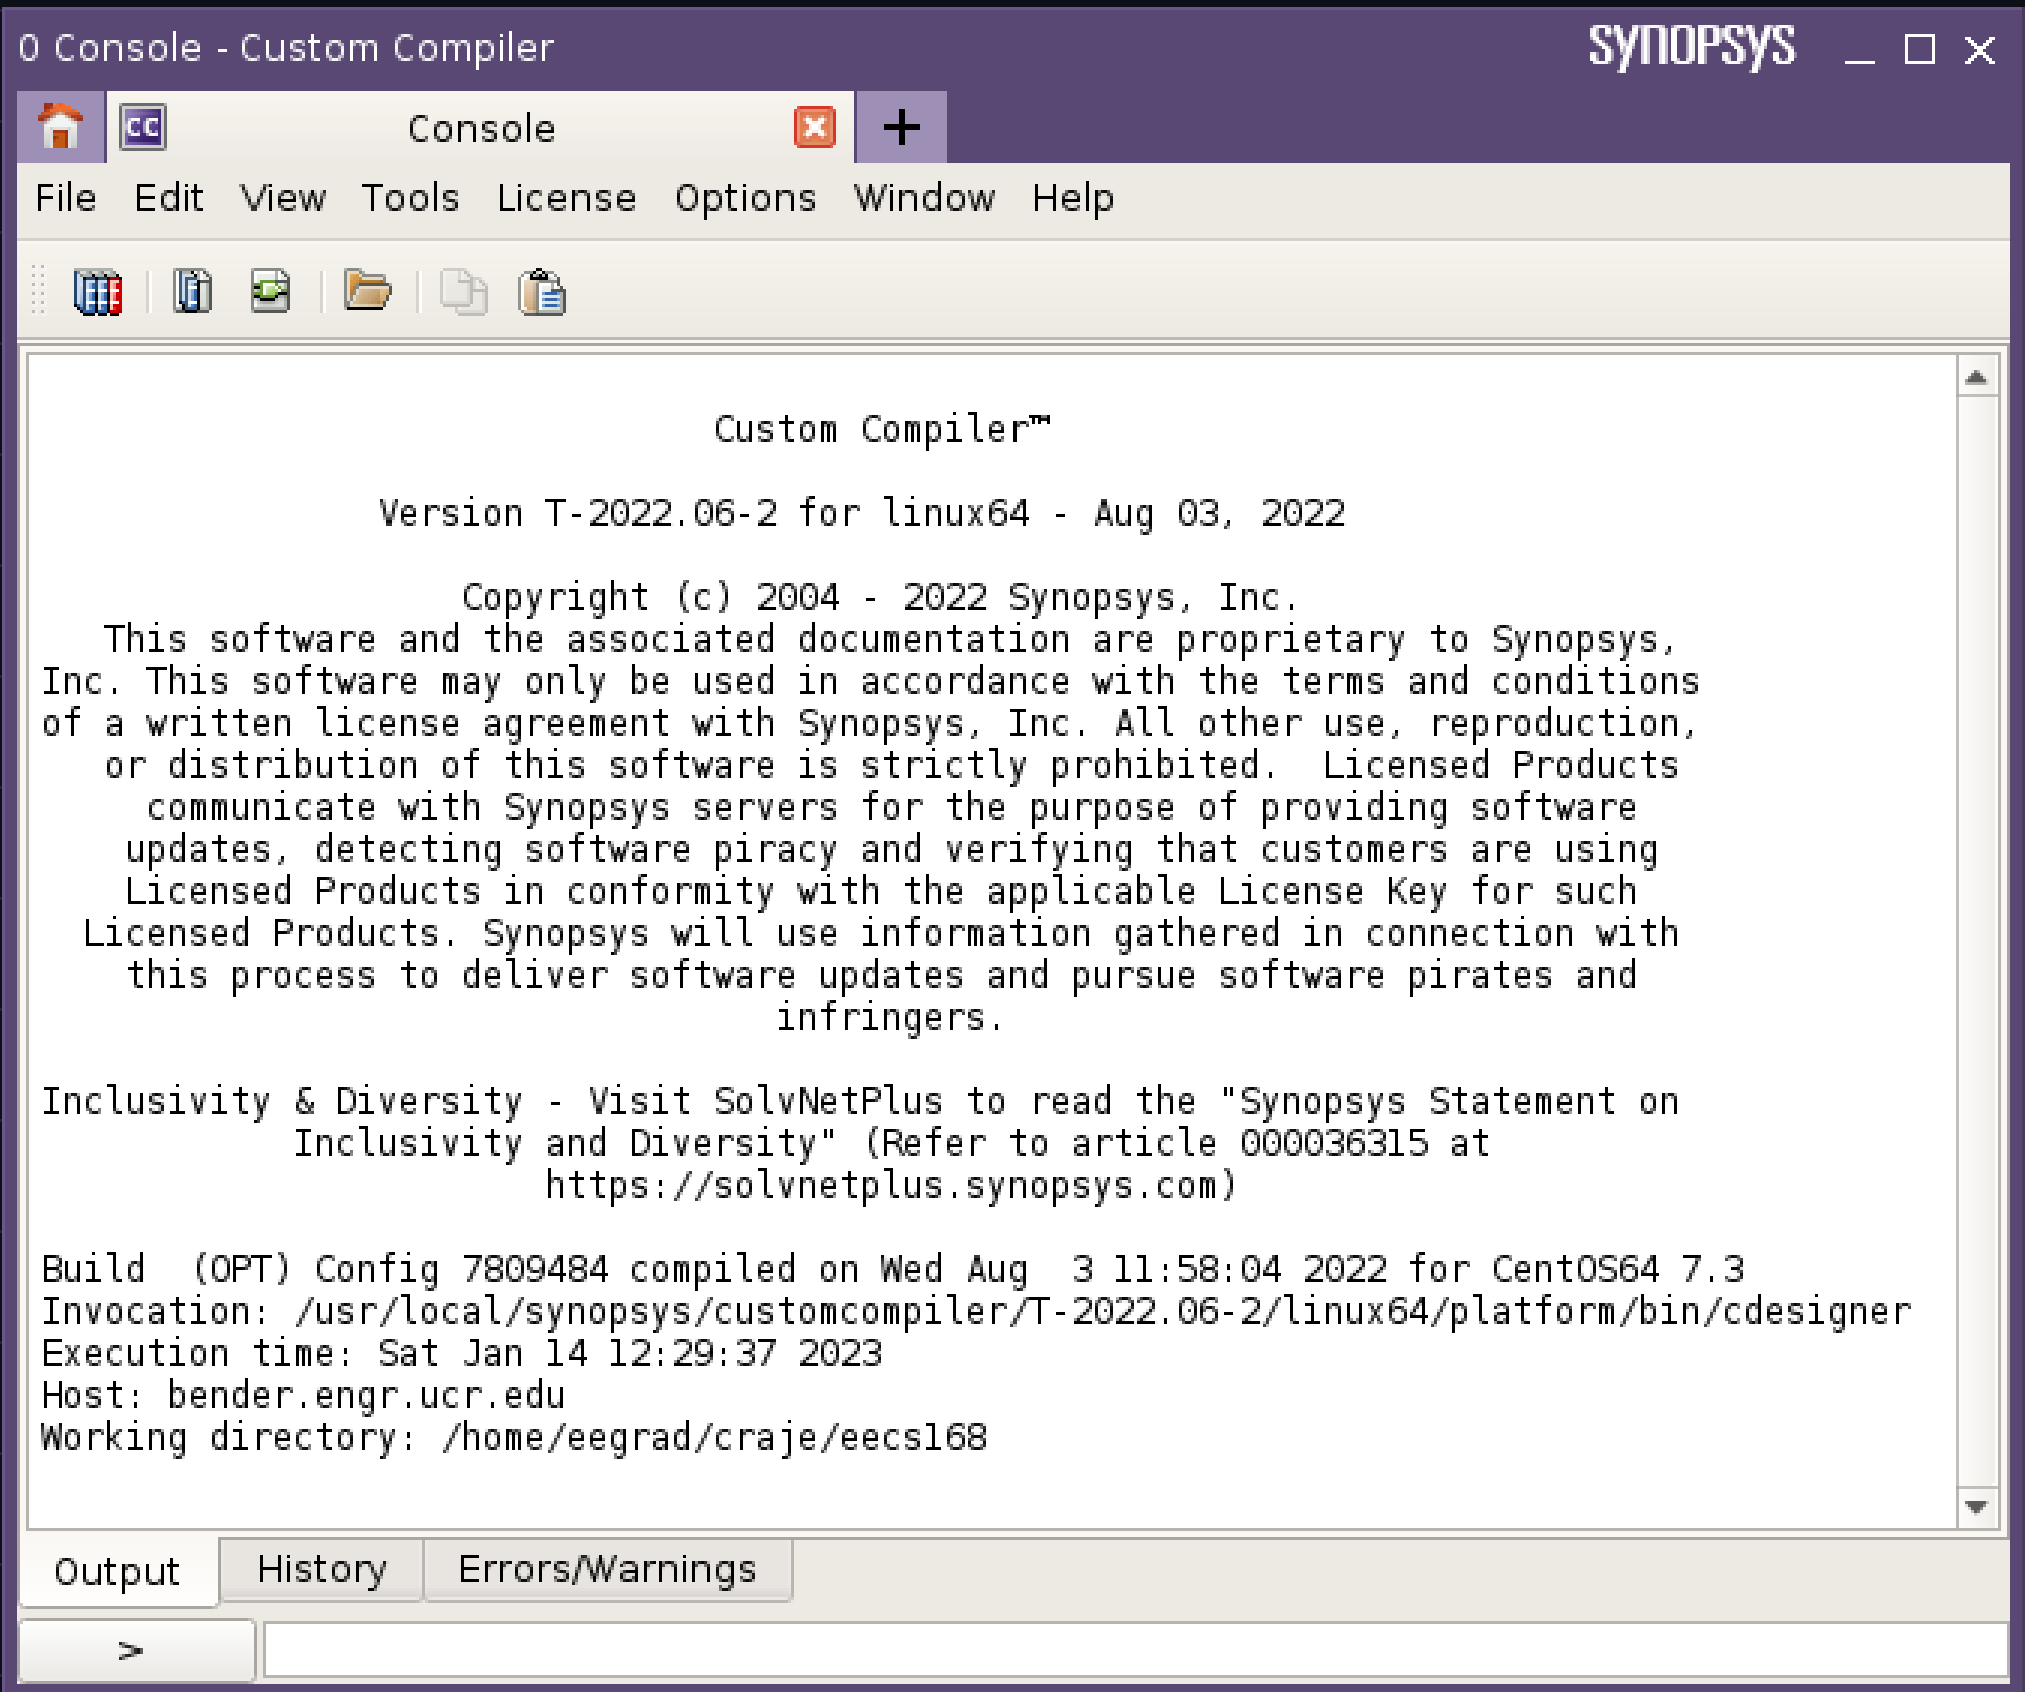 0 Console - Custom Compiler
SYNOPSYS
CC
Console
+
File Edit View Tools License Options Window Help
Custom Compiler™
Version T-2022.06-2 for linux64 - Aug 03, 2022
Copyright (c) 2004 - 2022 Synopsys, Inc.
This software and the associated documentation are proprietary to Synopsys,
Inc. This software may only be used in accordance with the terms and conditions
of a written license agreement with Synopsys, Inc. All other use, reproduction,
or distribution of this software is strictly prohibited.  Licensed Products
communicate with Synopsys servers for the purpose of providing software
updates, detecting software piracy and verifying that customers are using
Licensed Products in conformity with the applicable License Key for such
Licensed Products. Synopsys will use information gathered in connection with
this process to deliver software updates and pursue software pirates and
infringers.
Inclusivity & Diversity - Visit SolvNetPlus to read the "Synopsys Statement on
Inclusivity and Diversity" (Refer to article 000036315 at
https://solvnetplus.synopsys.com)
Build  (OPT) Config 7809484 compiled on Wed Aug  3 11:58:04 2022 for CentOS64 7.3
Invocation: /usr/local/synopsys/customcompiler/T-2022.06-2/linux64/platform/bin/cdesigner
Execution time: Sat Jan 14 12:29:37 2023
Host: bender.engr.ucr.edu
Working directory: /home/eegrad/craje/eecs168
Output History Errors/Warnings
>